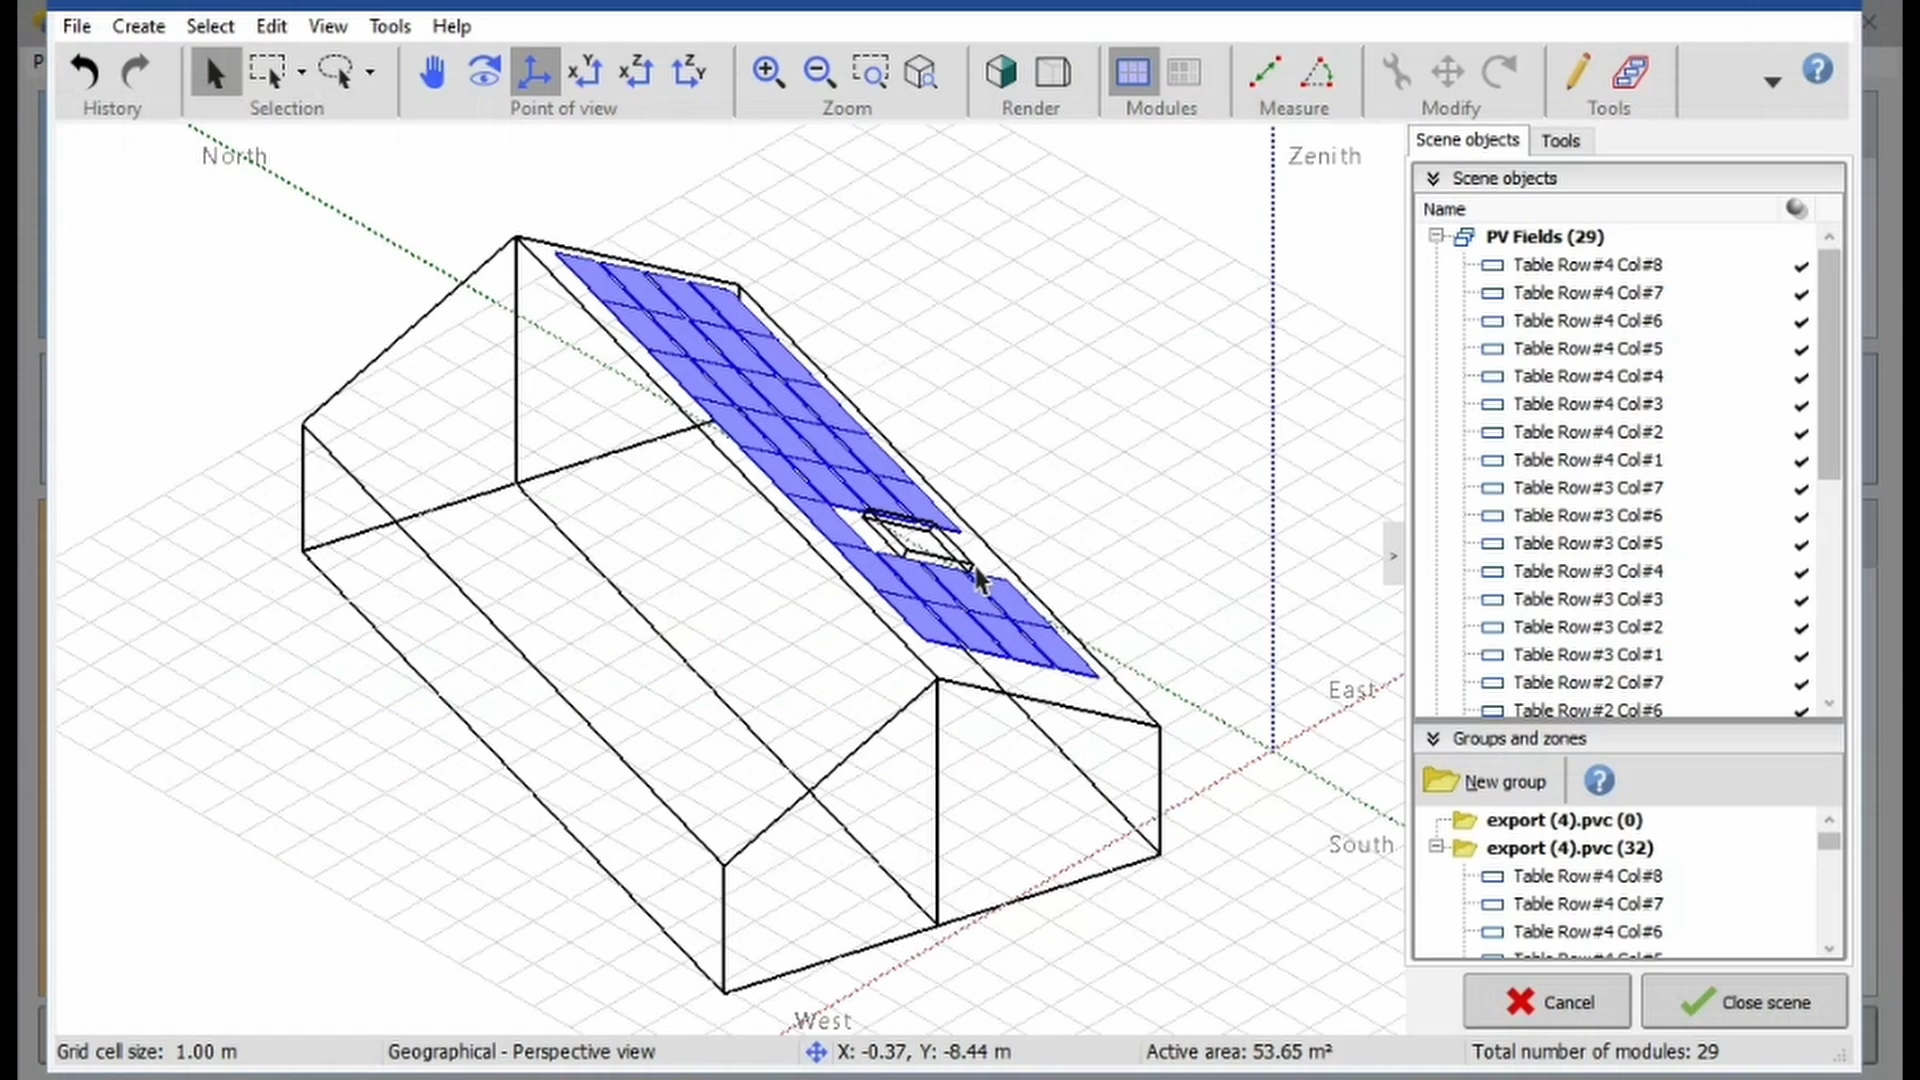 File Create Select Edit View Tools Help
History Selection Point of view Zoom Render Modules Measure Modify Tools
North
Zenith
East
South
West
Scene objects Tools
Scene objects
Name
PV Fields (29)
Table Row#4 Col#8
Table Row#4 Col#7
Table Row#4 Col#6
Table Row#4 Col#5
Table Row#4 Col#4
Table Row#4 Col#3
Table Row#4 Col#2
Table Row#4 Col#1
Table Row#3 Col#7
Table Row#3 Col#6
Table Row#3 Col#5
Table Row#3 Col#4
Table Row#3 Col#3
Table Row#3 Col#2
Table Row#3 Col#1
Table Row#2 Col#7
Table Row#2 Col#6
Groups and zones
New group
export (4).pvc (0)
export (4).pvc (32)
Table Row#4 Col#8
Table Row#4 Col#7
Table Row#4 Col#6
Cancel Close scene
Grid cell size: 1.00 m Geographical - Perspective view X: -0.37, Y: -8.44 m Active area: 53.65 m² Total number of modules: 29